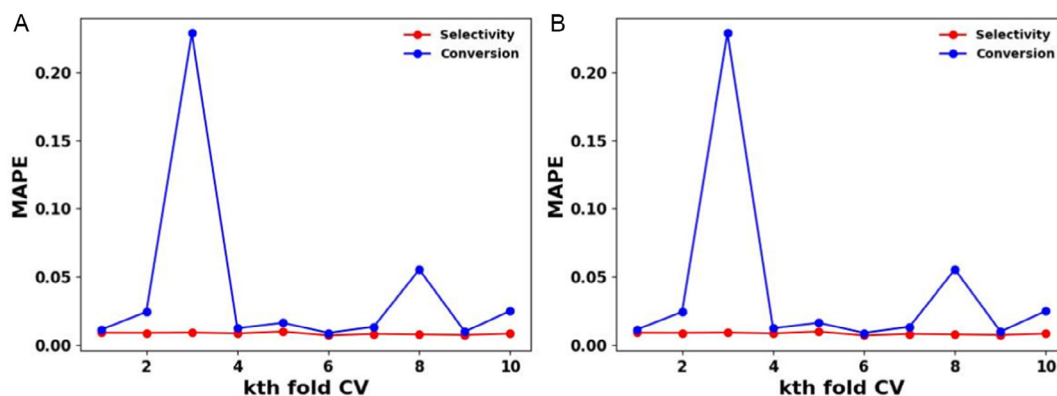 A
Selectivity
Conversion
MAPE
0.20
0.15
0.10
0.05
0.00
2 4 6 8 10
kth fold CV
B
Selectivity
Conversion
MAPE
0.20
0.15
0.10
0.05
0.00
2 4 6 8 10
kth fold CV